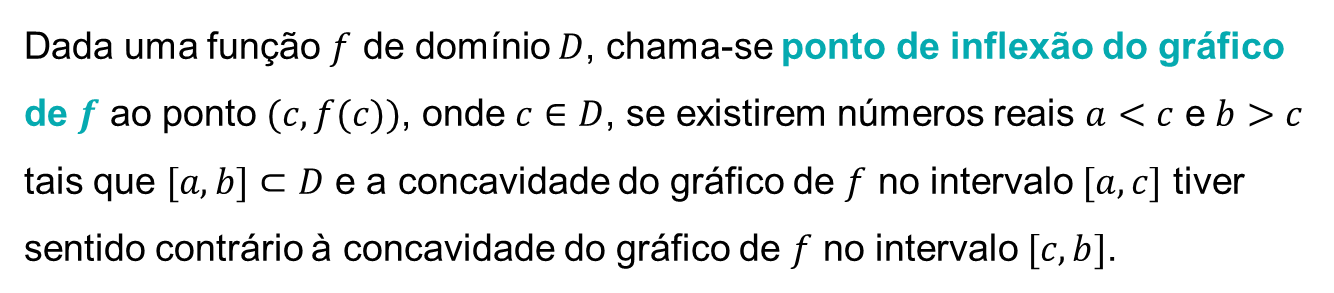 Dada uma função 𝑓 de domínio 𝐷, chama-se ponto de inflexão do gráfico
de 𝑓 ao ponto (𝑐, 𝑓(𝑐)), onde 𝑐 ∈ 𝐷, se existirem números reais 𝑎 < 𝑐 e 𝑏 > 𝑐
tais que [𝑎, 𝑏] ⊂ 𝐷 e a concavidade do gráfico de 𝑓 no intervalo [𝑎, 𝑐] tiver
sentido contrário à concavidade do gráfico de 𝑓 no intervalo [𝑐, 𝑏].